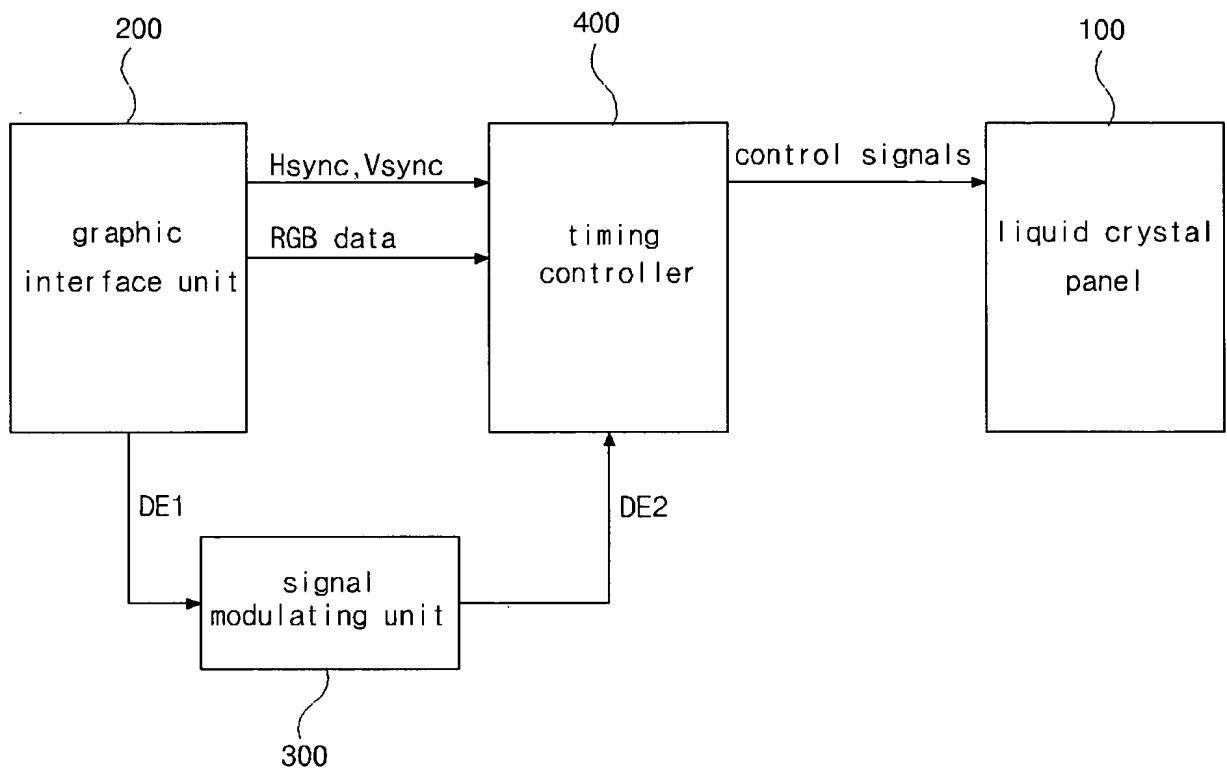 200
400
100
Hsync,Vsync
control signals
graphic
interface unit
RGB data
timing
controller
liquid crystal
panel
DE1
DE2
signal
modulating unit
300